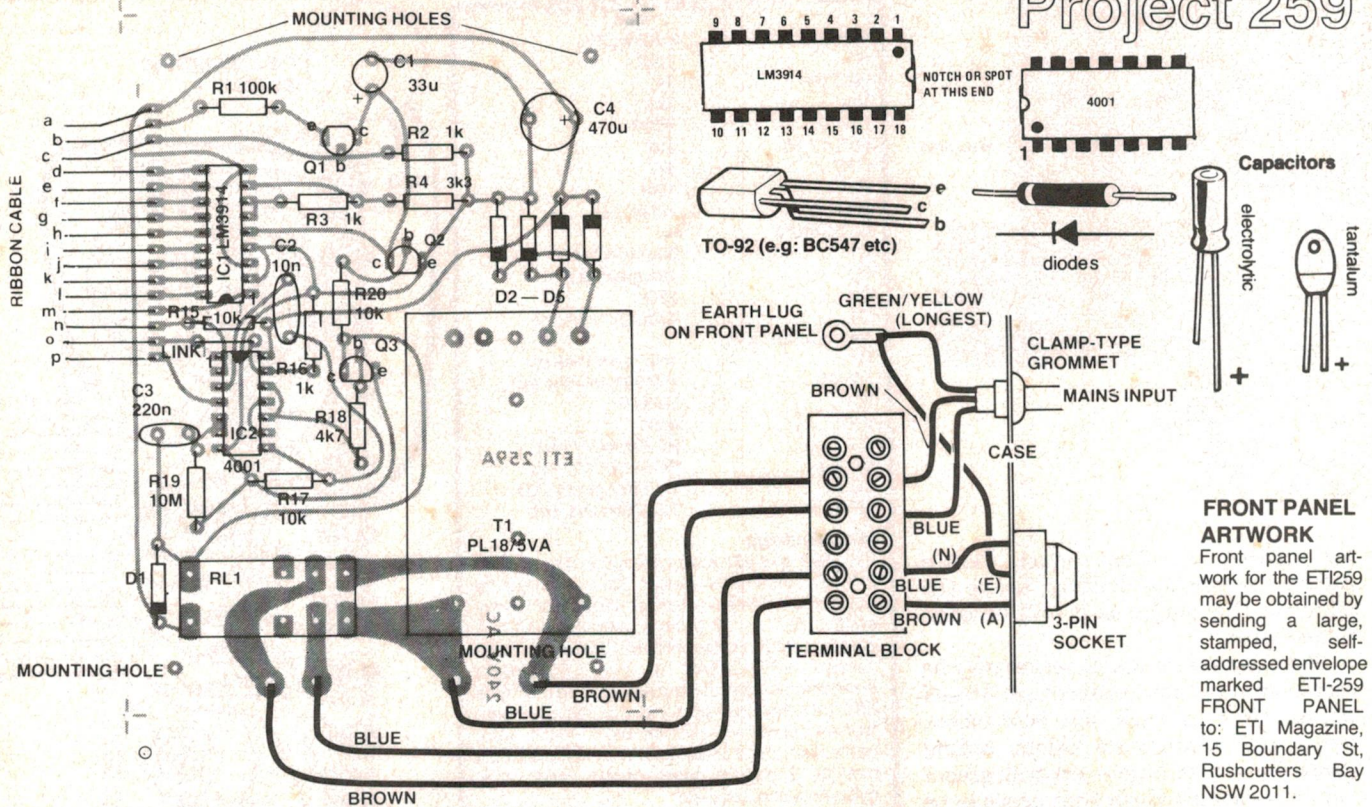 Project 259
MOUNTING HOLES
RIBBON CABLE
a
b
c
d
e
f
g
h
i
j
k
l
m
n
o
p
R1 100k
C1
33u
+
e
c
b
Q1
R2 1k
C4
470u
+
R4 3k3
R3 1k
IC1 LM3914
1
C2
10n
b
c
e
Q2
D2 — D5
R20
10k
R15 10k
LINK
R16
1k
b
c
e
Q3
C3
220n
IC2
4001
R18
4k7
R19
10M
R17
10k
ETI 259A
T1
PL18/5VA
D1
RL1
240V AC
MOUNTING HOLE
MOUNTING HOLE
BROWN
BLUE
BLUE
BROWN
9 8 7 6 5 4 3 2 1
LM3914
10 11 12 13 14 15 16 17 18
NOTCH OR SPOT
AT THIS END
4001
1
e
c
b
TO-92 (e.g: BC547 etc)
diodes
Capacitors
electrolytic
+
tantalum
+
EARTH LUG
ON FRONT PANEL
GREEN/YELLOW
(LONGEST)
CLAMP-TYPE
GROMMET
BROWN
MAINS INPUT
CASE
BLUE
(N)
BLUE
(E)
BROWN
(A)
3-PIN
SOCKET
TERMINAL BLOCK
FRONT PANEL
ARTWORK
Front panel art-
work for the ETI259
may be obtained by
sending a large,
stamped, self-
addressed envelope
marked ETI-259
FRONT PANEL
to: ETI Magazine,
15 Boundary St,
Rushcutters Bay
NSW 2011.